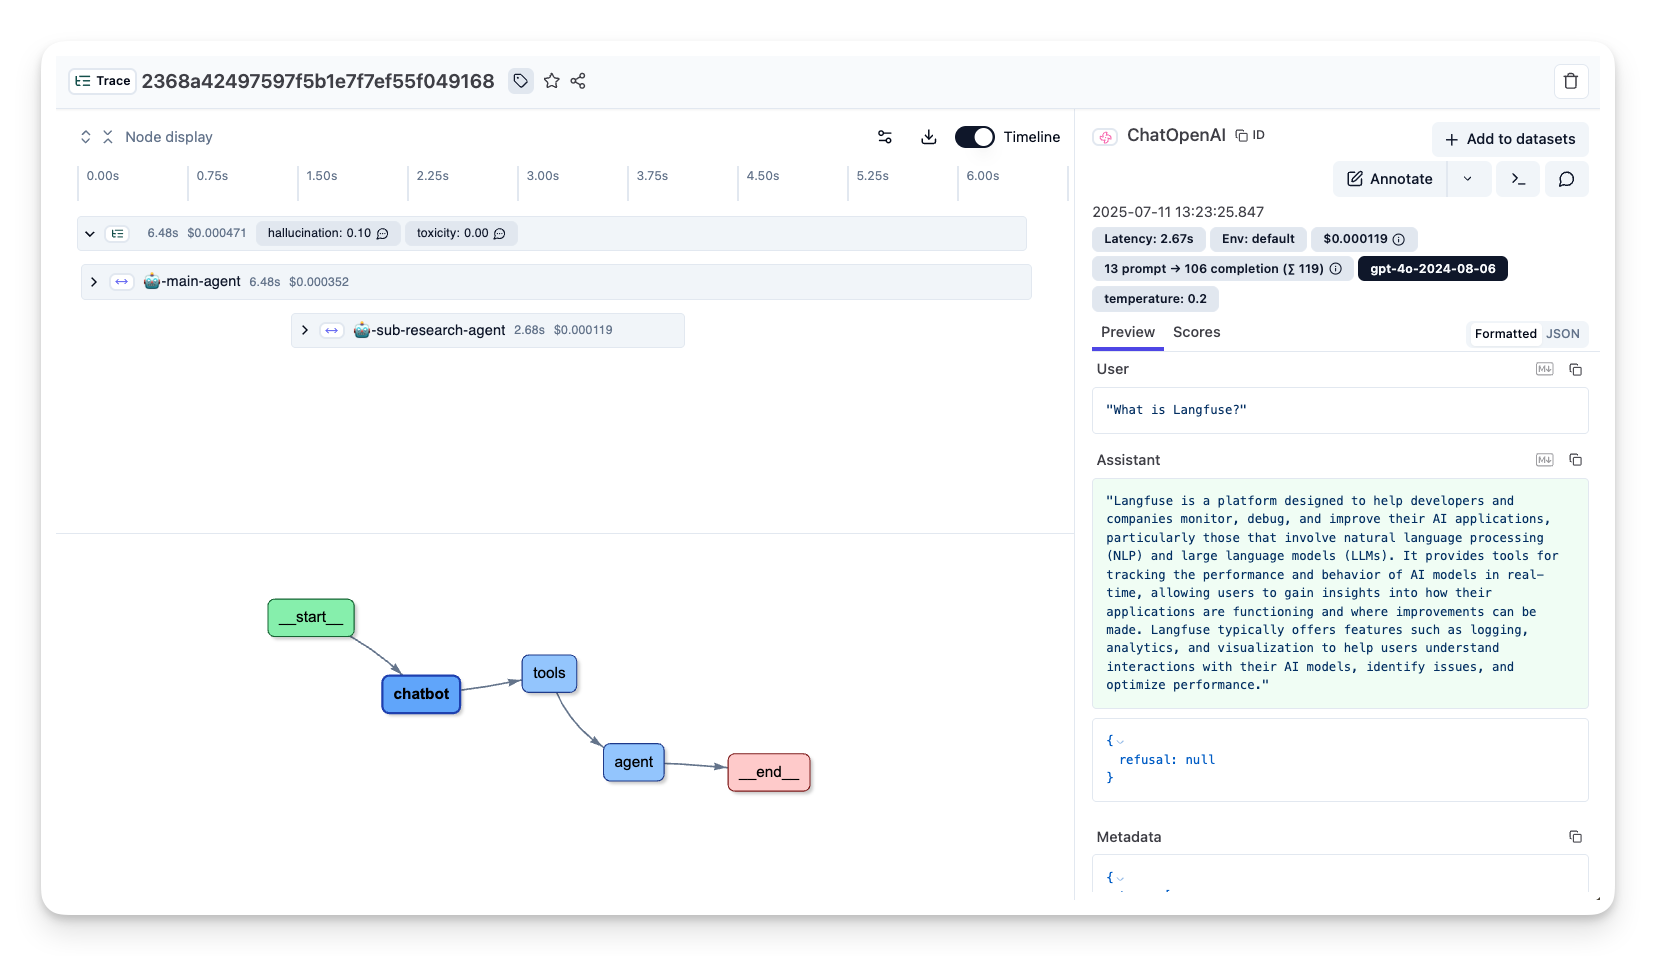 Trace 2368a42497597f5b1e7f7ef55f049168
Node display
Timeline
0.00s 0.75s 1.50s 2.25s 3.00s 3.75s 4.50s 5.25s 6.00s
6.48s $0.000471 hallucination: 0.10 toxicity: 0.00
-main-agent 6.48s $0.000352
-sub-research-agent 2.68s $0.000119
__start__
chatbot
tools
agent
__end__
ChatOpenAI ID
Add to datasets
Annotate
2025-07-11 13:23:25.847
Latency: 2.67s Env: default $0.000119
13 prompt → 106 completion (∑ 119) gpt-4o-2024-08-06
temperature: 0.2
Preview Scores Formatted JSON
User
"What is Langfuse?"
Assistant
"Langfuse is a platform designed to help developers and
companies monitor, debug, and improve their AI applications,
particularly those that involve natural language processing
(NLP) and large language models (LLMs). It provides tools for
tracking the performance and behavior of AI models in real-
time, allowing users to gain insights into how their
applications are functioning and where improvements can be
made. Langfuse typically offers features such as logging,
analytics, and visualization to help users understand
interactions with their AI models, identify issues, and
optimize performance."
{
refusal: null
}
Metadata
{